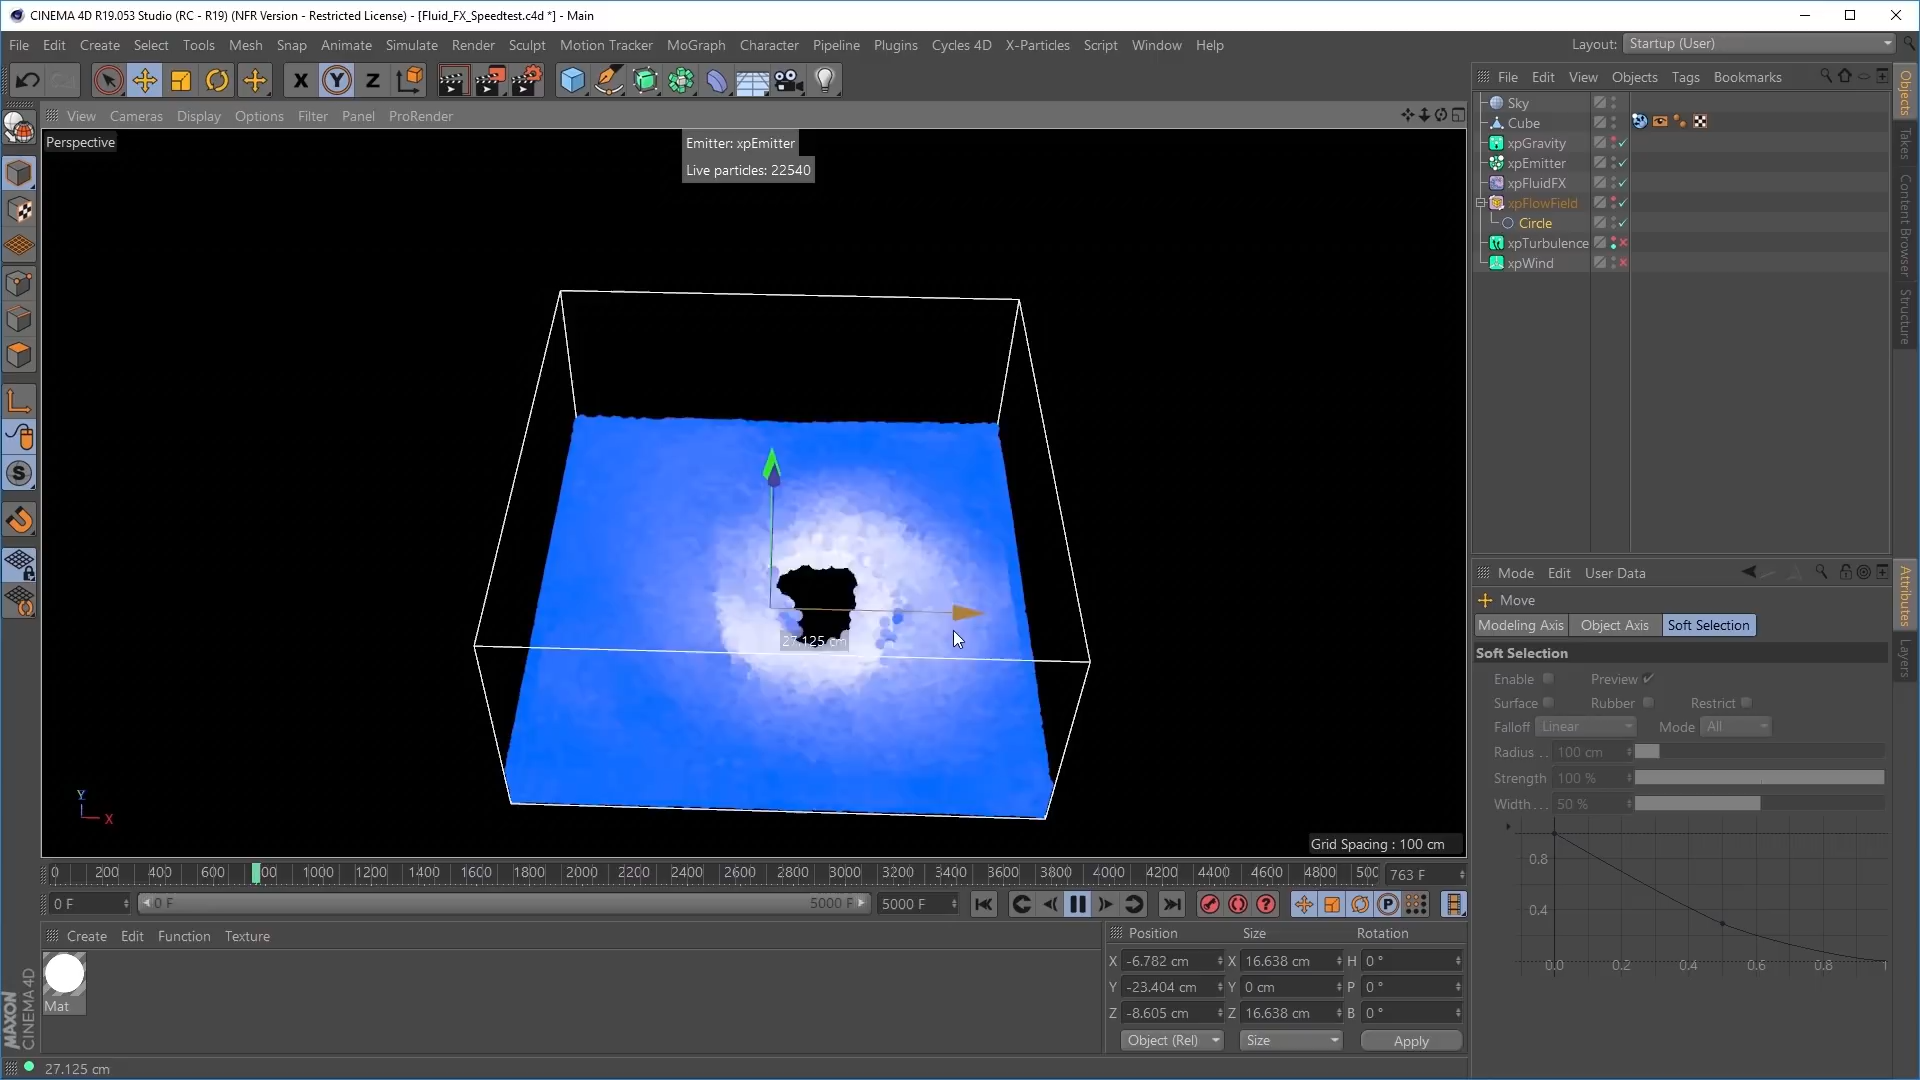 CINEMA 4D R19.053 Studio (RC - R19) (NFR Version - Restricted License) - [Fluid_FX_Speedtest.c4d *] - Main
File Edit Create Select Tools Mesh Snap Animate Simulate Render Sculpt Motion Tracker MoGraph Character Pipeline Plugins Cycles 4D X-Particles Script Window Help
Layout: Startup (User)
X Y Z
File Edit View Objects Tags Bookmarks
View Cameras Display Options Filter Panel ProRender
Perspective
Emitter: xpEmitter
Live particles: 22540
Sky
Cube
xpGravity
xpEmitter
xpFluidFX
xpFlowField
Circle
xpTurbulence
xpWind
Objects
Takes
Content Browser
Structure
27.125 cm
Y
X
Grid Spacing : 100 cm
Mode Edit User Data
Move
Modeling Axis Object Axis Soft Selection
Soft Selection
Enable Preview
Surface Rubber Restrict
Falloff Linear Mode All
Radius . . 100 cm
Strength 100 %
Width . . . 50 %
0.8
0.4
0.0 0.2 0.4 0.6 0.8 1
Attributes
Layers
0 200 400 600 00 1000 1200 1400 1600 1800 2000 2200 2400 2600 2800 3000 3200 3400 3600 3800 4000 4200 4400 4600 4800 500 763 F
0 F 0 F 5000 F 5000 F
Create Edit Function Texture
Mat
Position Size Rotation
X -6.782 cm X 16.638 cm H 0 °
Y -23.404 cm Y 0 cm P 0 °
Z -8.605 cm Z 16.638 cm B 0 °
Object (Rel) Size Apply
MAXON
CINEMA 4D
27.125 cm